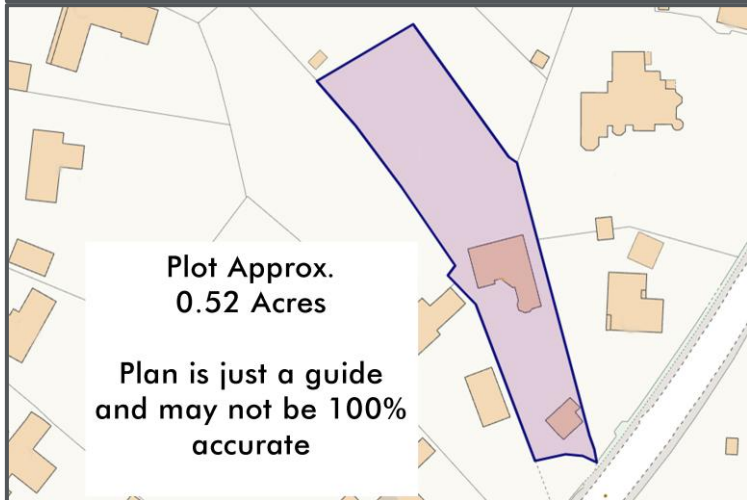 Plot Approx.
0.52 Acres
Plan is just a guide
and may not be 100%
accurate